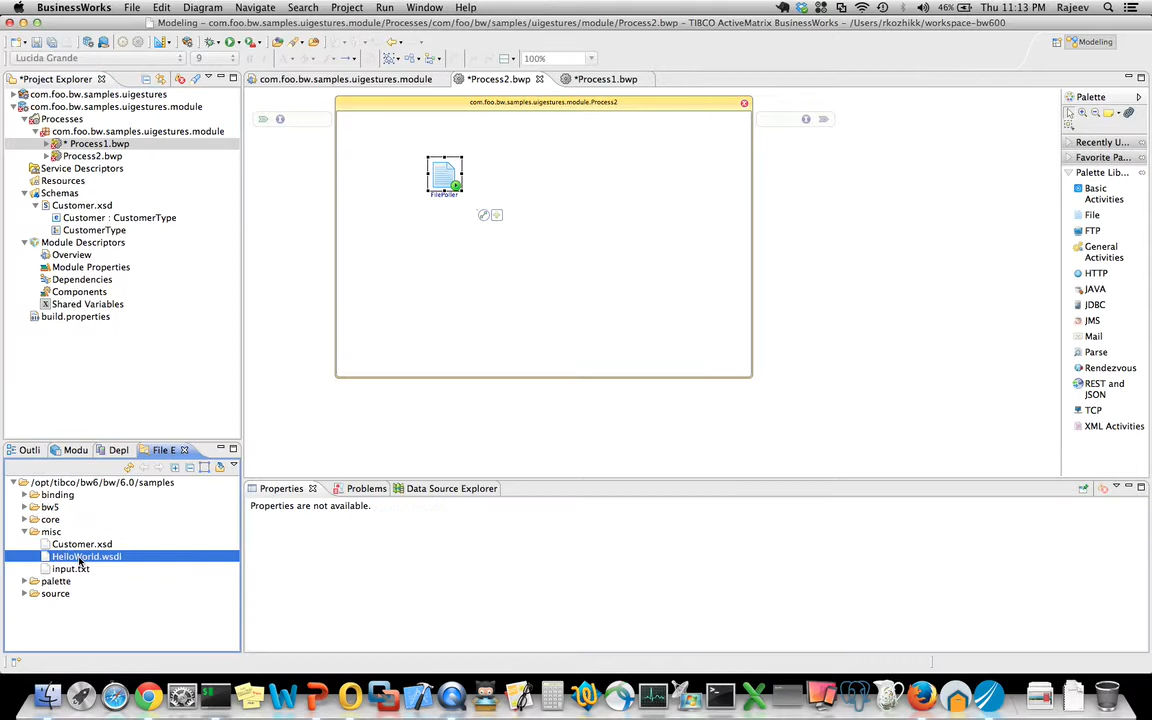 BusinessWorks File Edit Diagram Navigate Search Project Run Window Help 46% Thu 11:13 PM Rajeev
Modeling – com.foo.bw.samples.uigestures.module/Processes/com/foo/bw/samples/uigestures/module/Process2.bwp – TIBCO ActiveMatrix BusinessWorks – /Users/rkozhikk/workspace-bw600
Modeling
Lucida Grande 9 B I A 100%
*Project Explorer
com.foo.bw.samples.uigestures
com.foo.bw.samples.uigestures.module
Processes
com.foo.bw.samples.uigestures.module
* Process1.bwp
Process2.bwp
Service Descriptors
Resources
Schemas
Customer.xsd
Customer : CustomerType
CustomerType
Module Descriptors
Overview
Module Properties
Dependencies
Components
Shared Variables
build.properties
com.foo.bw.samples.uigestures.module *Process2.bwp *Process1.bwp
com.foo.bw.samples.uigestures.module.Process2
FilePoller
Palette
Recently U...
Favorite Pa...
Palette Lib...
Basic
Activities
File
FTP
General
Activities
HTTP
JAVA
JDBC
JMS
Mail
Parse
Rendezvous
REST and
JSON
TCP
XML Activities
Outli Modu Depl File E
/opt/tibco/bw6/bw/6.0/samples
binding
bw5
core
misc
Customer.xsd
HelloWorld.wsdl
input.txt
palette
source
Properties Problems Data Source Explorer
Properties are not available.